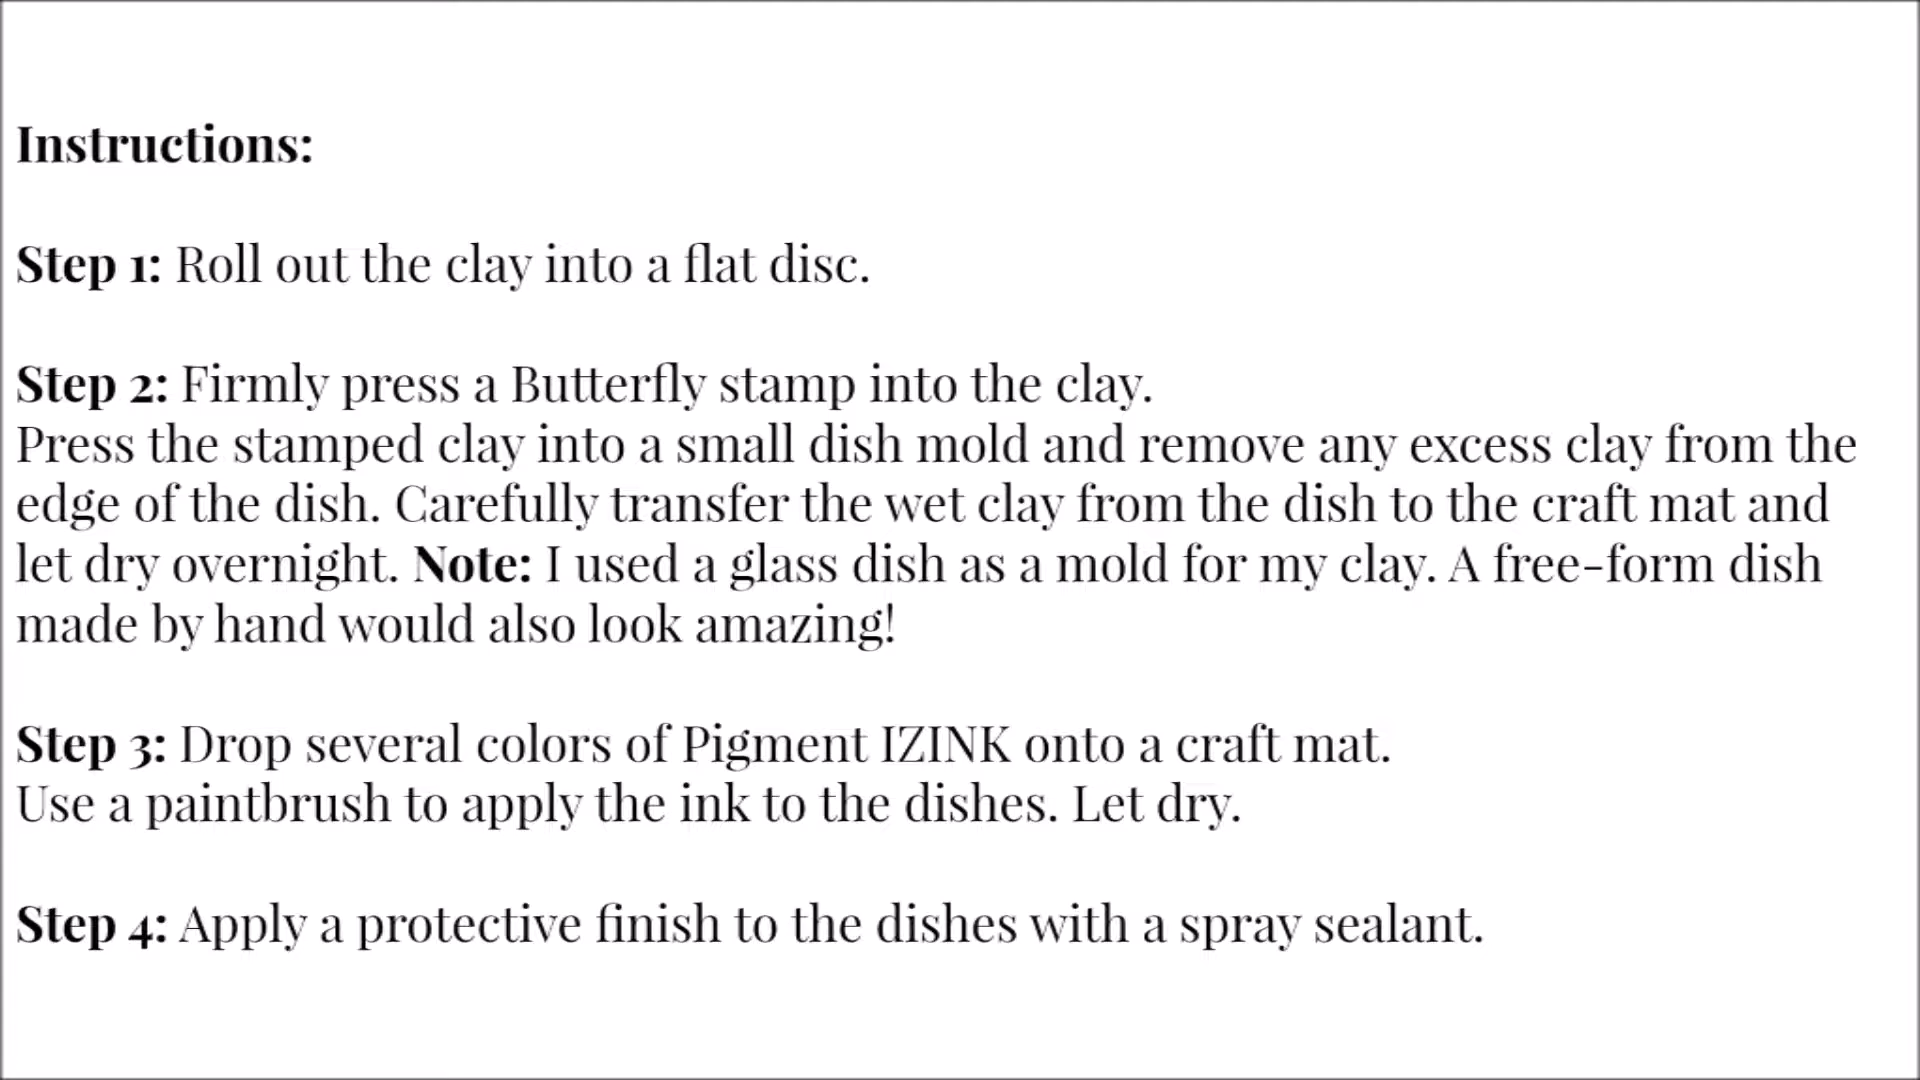 Instructions:
Step 1: Roll out the clay into a flat disc.
Step 2: Firmly press a Butterfly stamp into the clay.
Press the stamped clay into a small dish mold and remove any excess clay from the
edge of the dish. Carefully transfer the wet clay from the dish to the craft mat and
let dry overnight. Note: I used a glass dish as a mold for my clay. A free-form dish
made by hand would also look amazing!
Step 3: Drop several colors of Pigment IZINK onto a craft mat.
Use a paintbrush to apply the ink to the dishes. Let dry.
Step 4: Apply a protective finish to the dishes with a spray sealant.